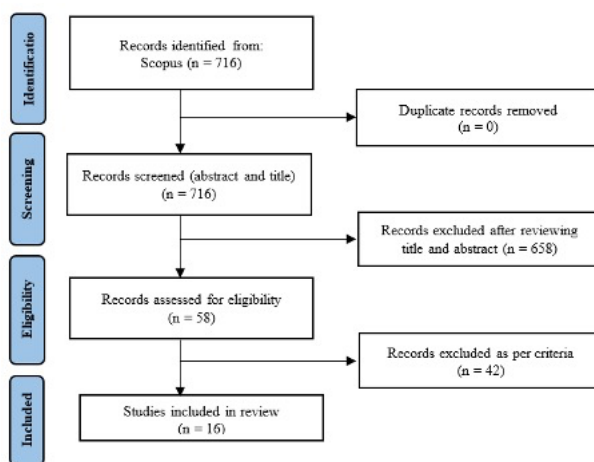 Identificatio
Records identified from:
Scopus (n = 716)
Duplicate records removed
(n = 0)
Screening
Records screened (abstract and title)
(n = 716)
Records excluded after reviewing
title and abstract (n = 658)
Eligibility
Records assessed for eligibility
(n = 58)
Records excluded as per criteria
(n = 42)
Included
Studies included in review
(n = 16)